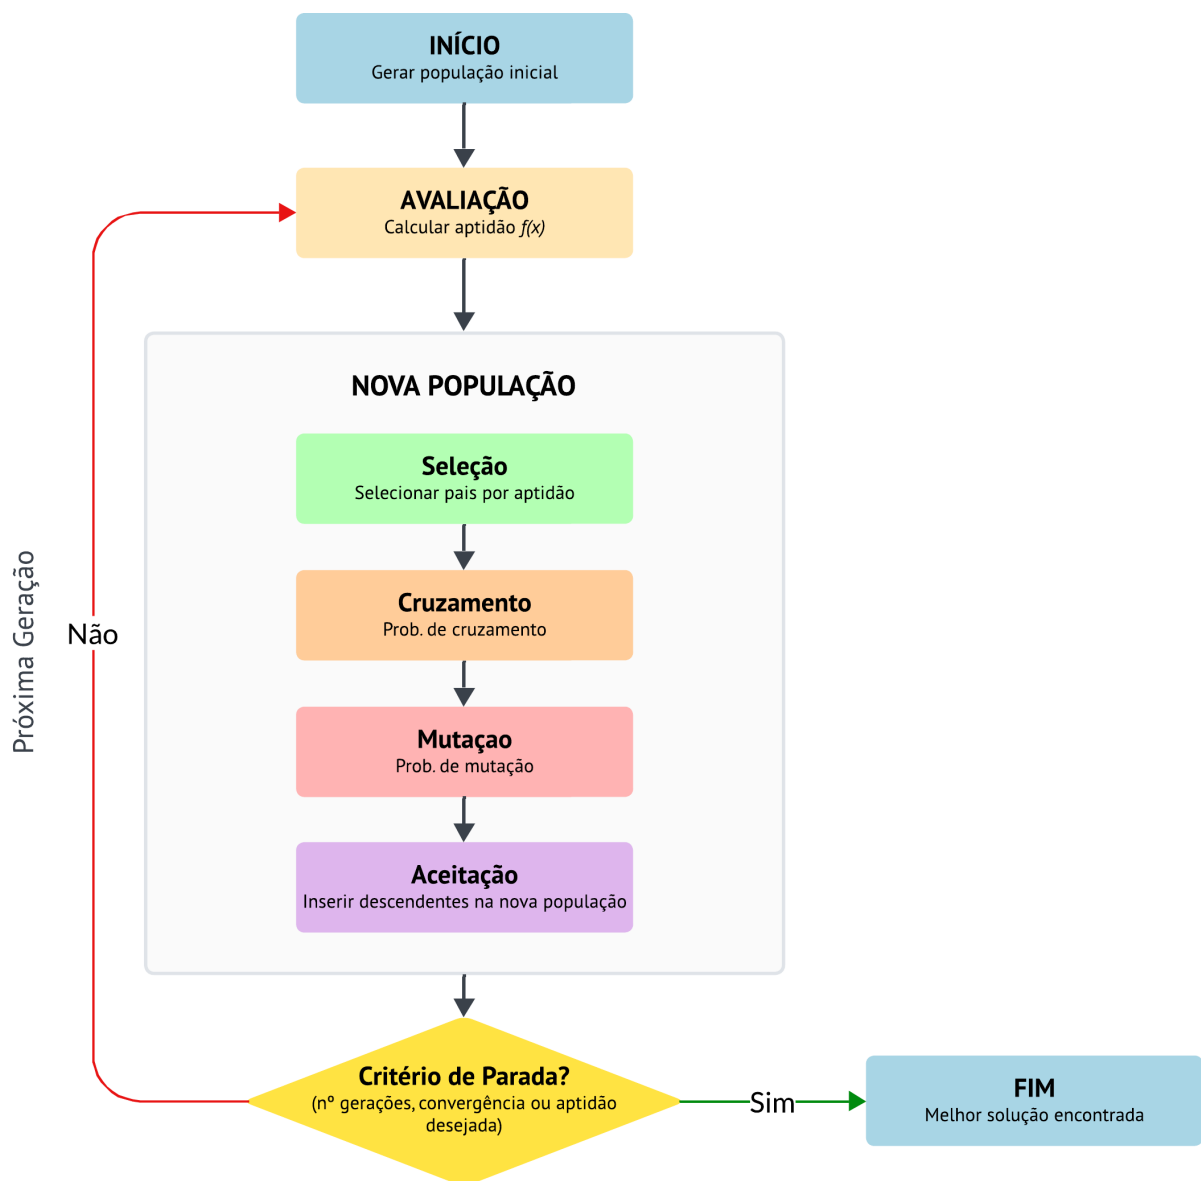 INÍCIO
Gerar população inicial
AVALIAÇÃO
Calcular aptidão f(x)
NOVA POPULAÇÃO
Seleção
Selecionar pais por aptidão
Cruzamento
Prob. de cruzamento
Mutaçao
Prob. de mutação
Aceitação
Inserir descendentes na nova população
Próxima Geração
Não
Critério de Parada?
(nº gerações, convergência ou aptidão
desejada)
Sim
FIM
Melhor solução encontrada